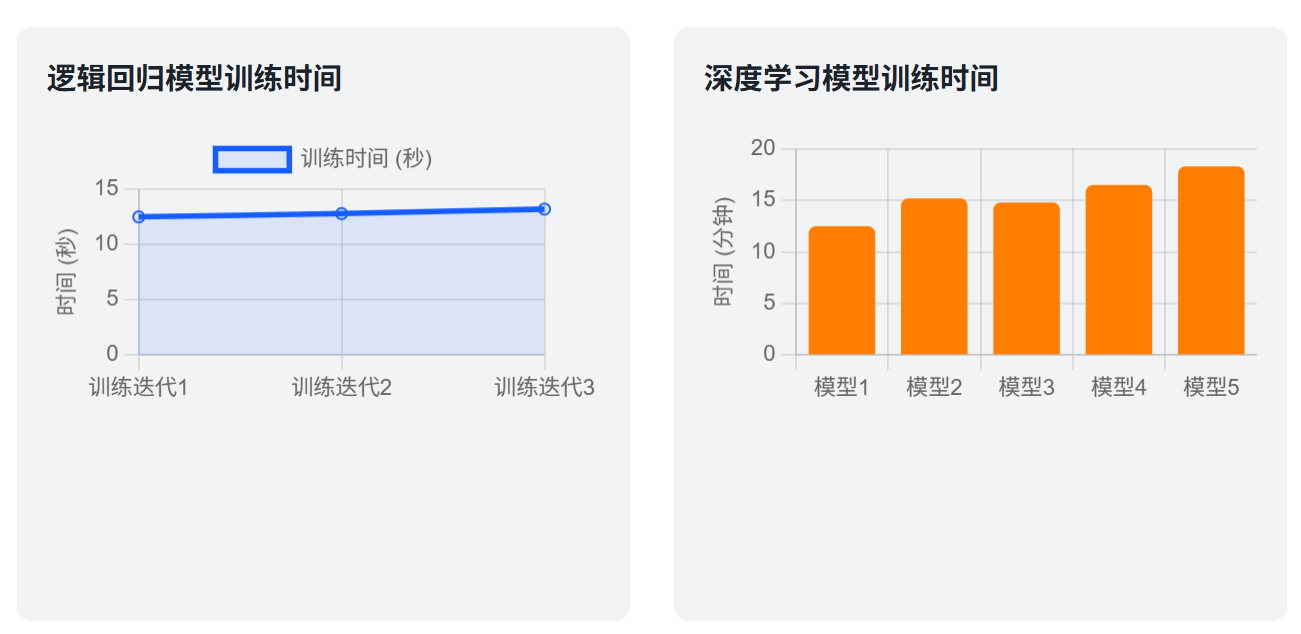 逻辑回归模型训练时间
训练时间 (秒)
时间 (秒)
15
10
5
0
训练迭代1
训练迭代2
训练迭代3
深度学习模型训练时间
时间 (分钟)
20
15
10
5
0
模型1
模型2
模型3
模型4
模型5